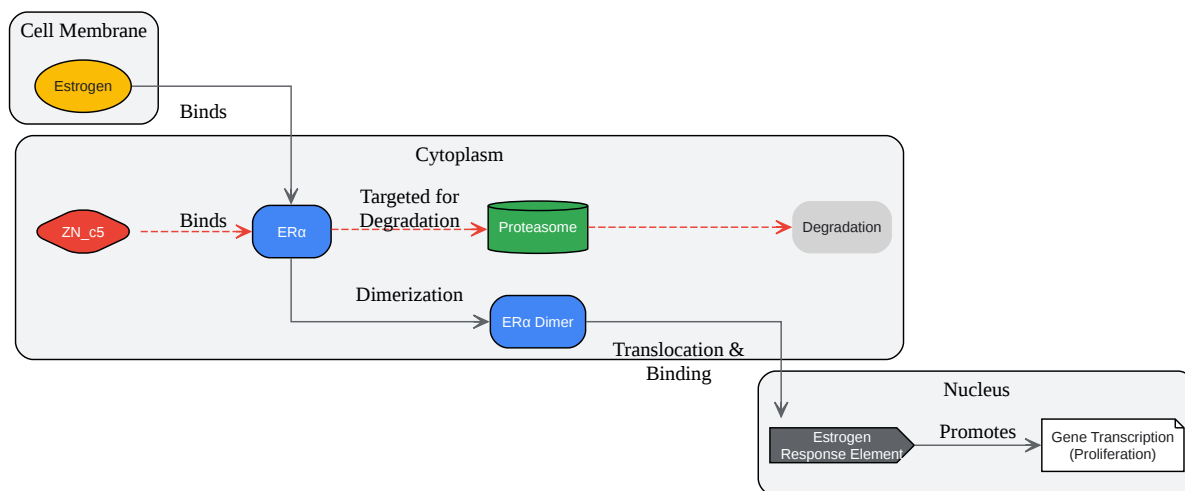 Cell Membrane
Estrogen
Binds
Cytoplasm
ZN_c5
Binds
ERα
Targeted for
Degradation
Proteasome
Degradation
Dimerization
ERα Dimer
Translocation &
Binding
Nucleus
Estrogen
Response Element
Promotes
Gene Transcription
(Proliferation)